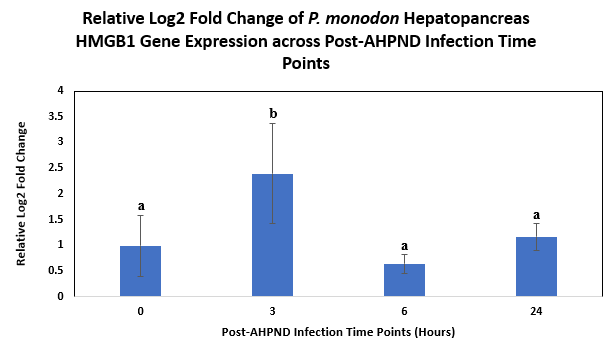 Relative Log2 Fold Change of P. monodon Hepatopancreas
HMGB1 Gene Expression across Post-AHPND Infection Time
Points
4
3.5
3
2.5
2
1.5
1
0.5
0
Relative Log2 Fold Change
a
b
a
a
0
3
6
24
Post-AHPND Infection Time Points (Hours)